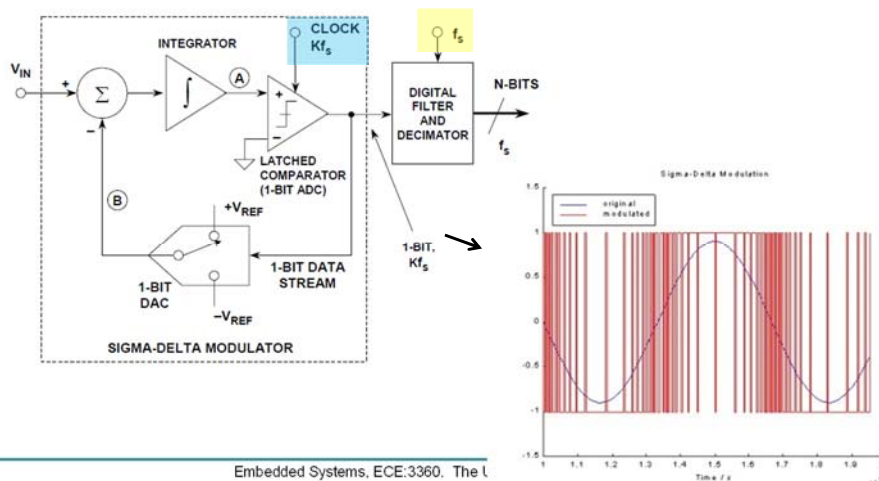 CLOCK
Kfs
fs
INTEGRATOR
VIN
+
Σ
−
∫
A
+
−
LATCHED
COMPARATOR
(1-BIT ADC)
DIGITAL
FILTER
AND
DECIMATOR
N-BITS
fs
B
+VREF
1-BIT
DAC
1-BIT DATA
STREAM
−VREF
1-BIT,
Kfs
SIGMA-DELTA MODULATOR
Sigma-Delta Modulation
original
modulated
1.5
1
0.5
0
-0.5
-1
-1.5
1 1.1 1.2 1.3 1.4 1.5 1.6 1.7 1.8 1.9
Time / s
Embedded Systems, ECE:3360. The